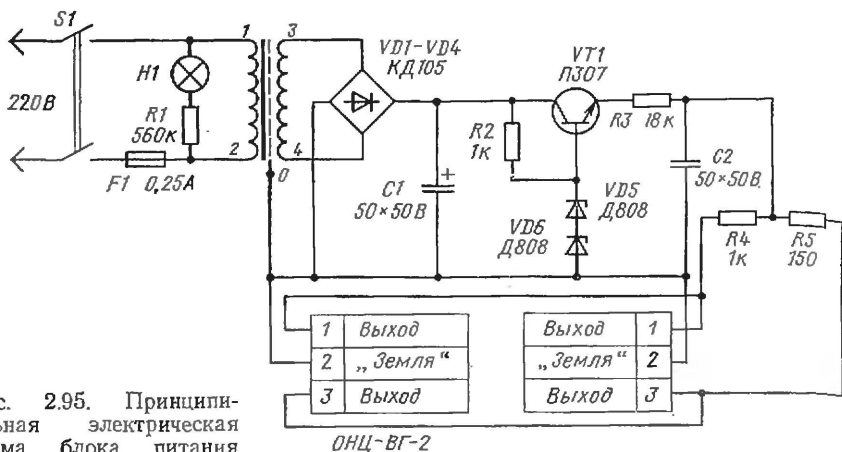 S1
220В
H1
R1
560к
F1 0,25А
1
2
3
4
0
VD1-VD4
КД105
C1
50×50В
+
R2
1к
VT1
П307
R3 18к
VD5
Д808
VD6
Д808
C2
50×50В
R4
1к
R5
150
1 Выход
2 „Земля“
3 Выход
Выход 1
„Земля“ 2
Выход 3
ОНЦ-ВГ-2
с. 2.95. Принципи-
ьная электрическая
ма блока питания